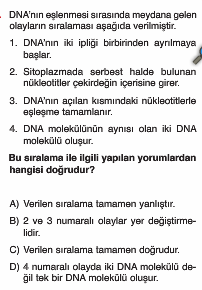 DNA'nın eşlenmesi sırasında meydana gelen
olayların sıralaması aşağıda verilmiştir.
1. DNA'nın iki ipliği birbirinden ayrılmaya
başlar.
2. Sitoplazmada serbest halde bulunan
nükleotitler çekirdeğin içerisine girer.
3. DNA'nın açılan kısmındaki nükleotitlerle
eşleşme tamamlanır.
4. DNA molekülünün aynısı olan iki DNA
molekülü oluşur.
Bu sıralama ile ilgili yapılan yorumlardan
hangisi doğrudur?
A) Verilen sıralama tamamen yanlıştır.
B) 2 ve 3 numaralı olaylar yer değiştirme-
lidir.
C) Verilen sıralama tamamen doğrudur.
D) 4 numaralı olayda iki DNA molekülü de-
ğil tek bir DNA molekülü oluşur.